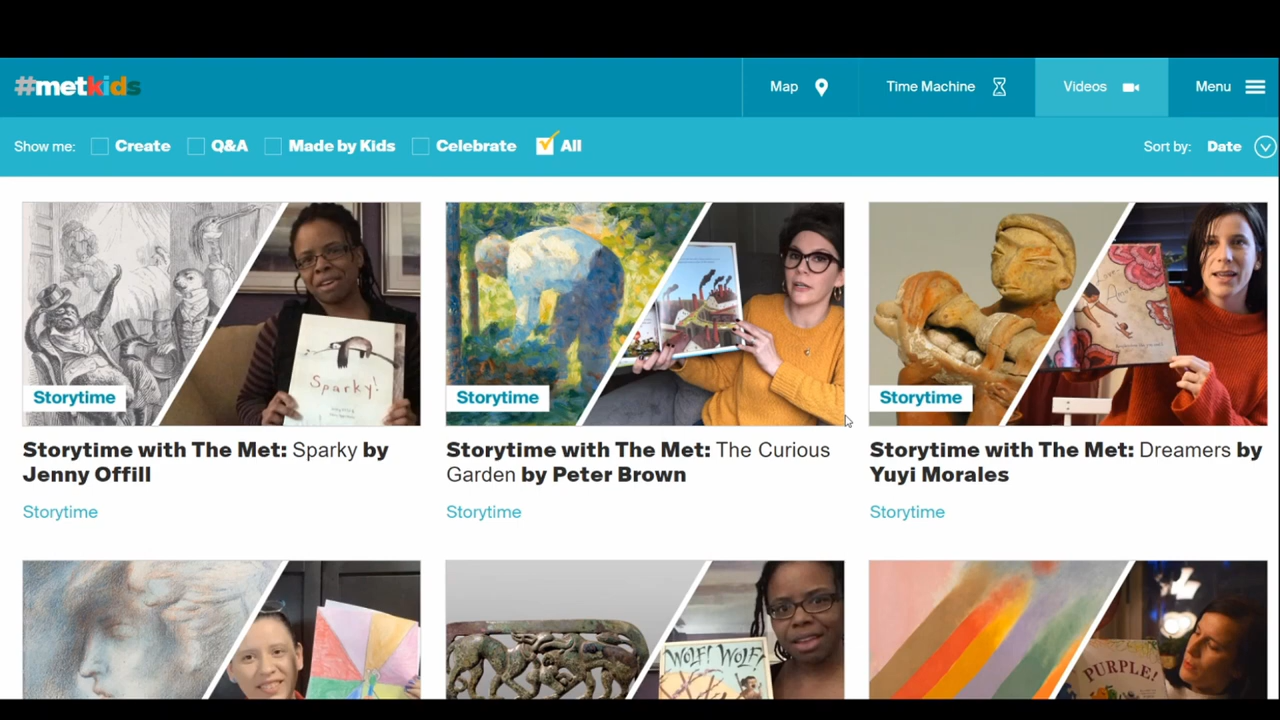 #metkids
Map
Time Machine
Videos
Menu
Show me:
Create
Q&A
Made by Kids
Celebrate
All
Sort by:
Date
Storytime
Sparky!
Storytime
Storytime
Storytime with The Met: Sparky by
Jenny Offill
Storytime
Storytime with The Met: The Curious
Garden by Peter Brown
Storytime
Storytime with The Met: Dreamers by
Yuyi Morales
Storytime
WOLF! WOLF!
PURPLE!